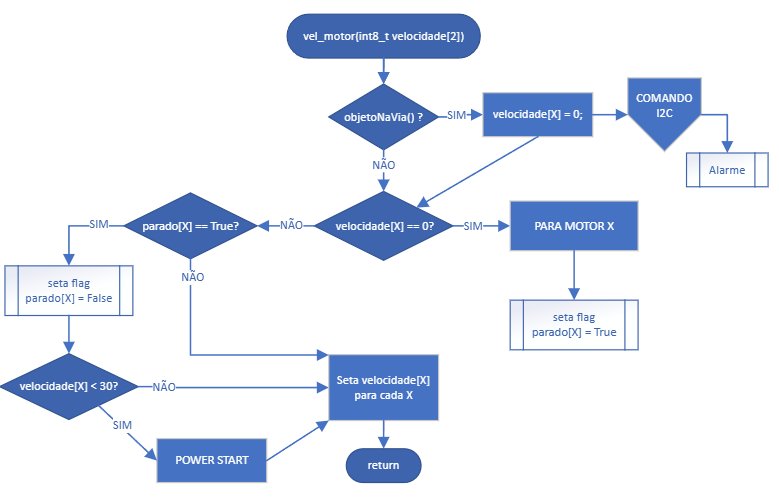 vel_motor(int8_t velocidade[2])
objetoNaVia() ?
SIM
velocidade[X] = 0;
COMANDO
I2C
Alarme
NÃO
velocidade[X] == 0?
SIM
PARA MOTOR X
seta flag
parado[X] = True
NÃO
parado[X] == True?
SIM
seta flag
parado[X] = False
NÃO
velocidade[X] < 30?
NÃO
SIM
POWER START
Seta velocidade[X]
para cada X
return